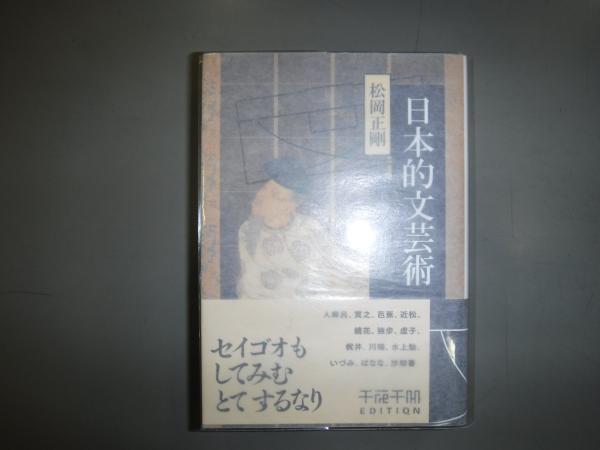 日本的文芸術
松岡正剛
人麻呂、貫之、芭蕉、近松、
鏡花、独歩、虚子、
梶井、川端、水上勉、
いづみ、ばなな、沙耶香
セイゴオも
してみむ
とてするなり
千夜千冊
EDITION